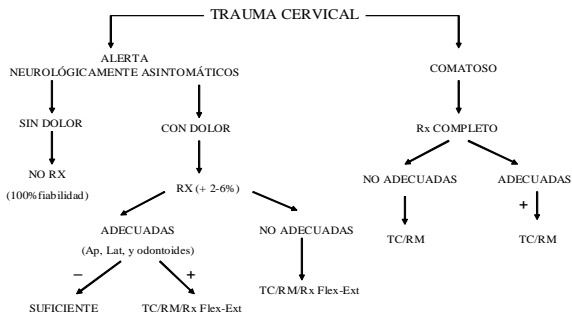 TRAUMA CERVICAL
ALERTA
NEUROLÓGICAMENTE ASINTOMÁTICOS
COMATOSO
SIN DOLOR
CON DOLOR
Rx COMPLETO
NO RX
(100% fiabilidad)
RX (+ 2-6%)
NO ADECUADAS
ADECUADAS
+
TC/RM
TC/RM
ADECUADAS
(Ap, Lat, y odontoides)
NO ADECUADAS
–
+
TC/RM/Rx Flex-Ext
SUFICIENTE
TC/RM/Rx Flex-Ext